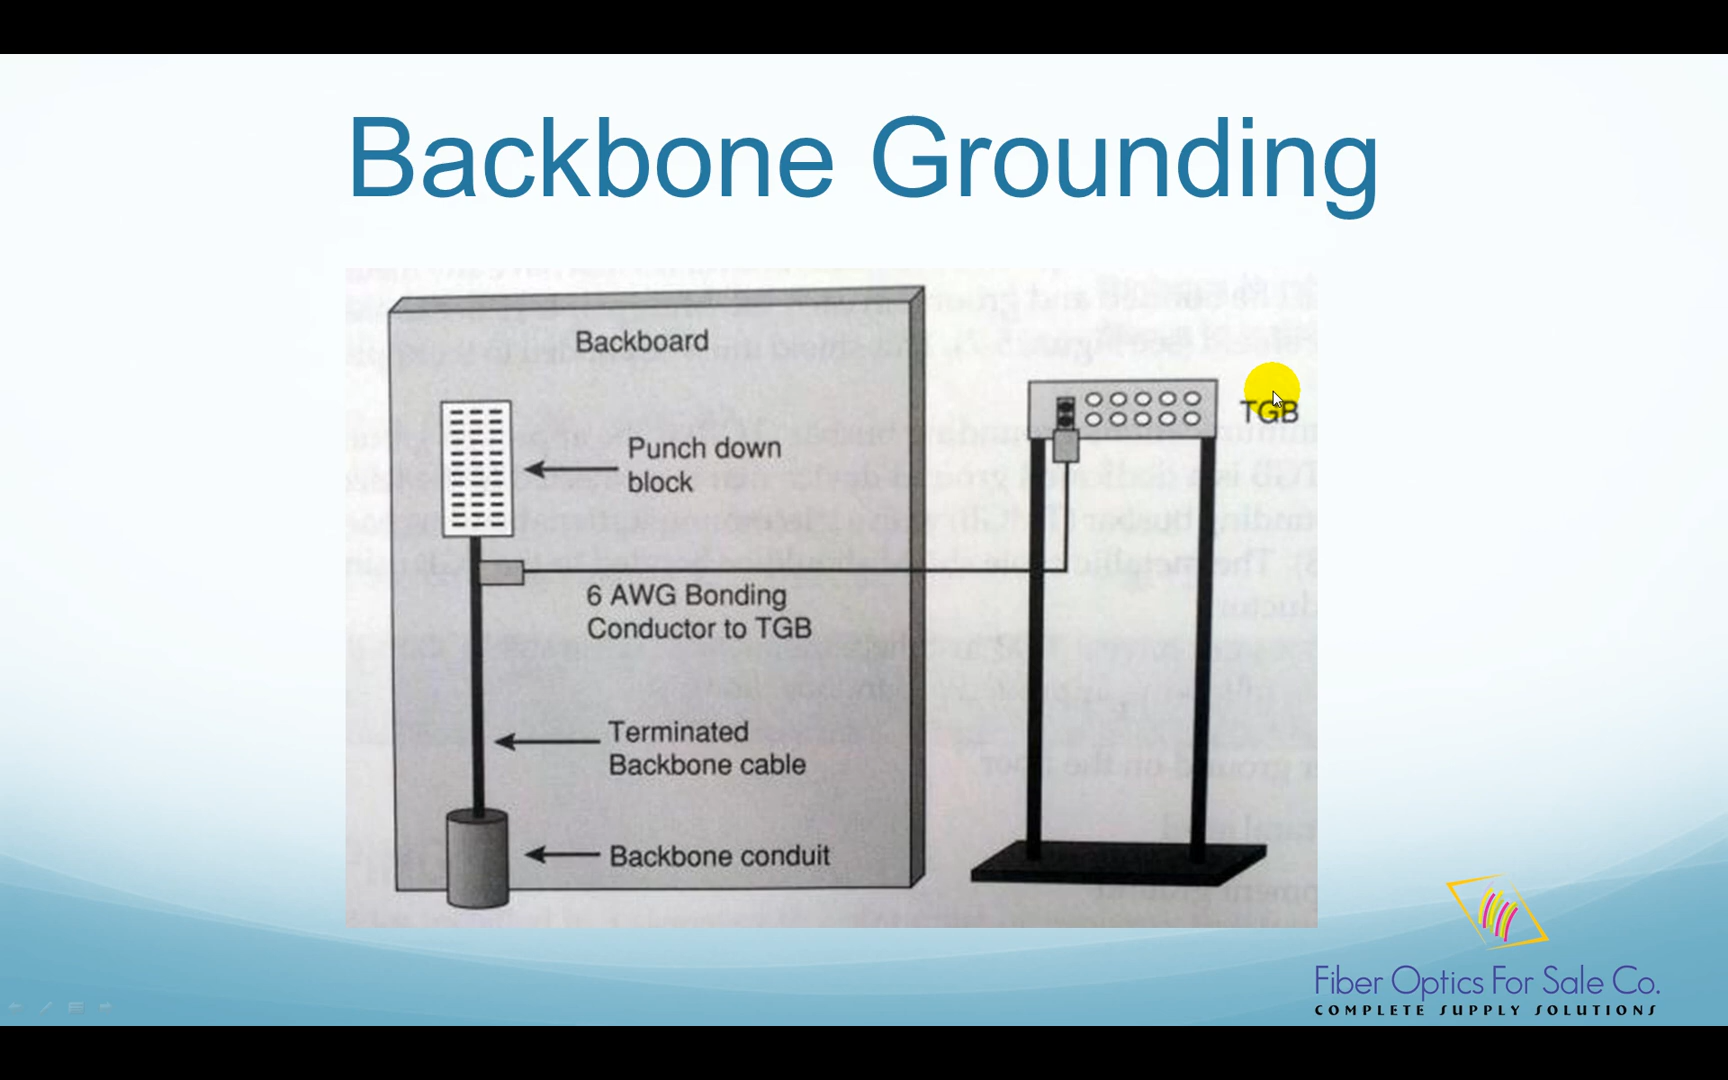 Backbone Grounding
Backboard
Punch down
block
TGB
6 AWG Bonding
Conductor to TGB
Terminated
Backbone cable
Backbone conduit
Fiber Optics For Sale Co.
COMPLETE SUPPLY SOLUTIONS